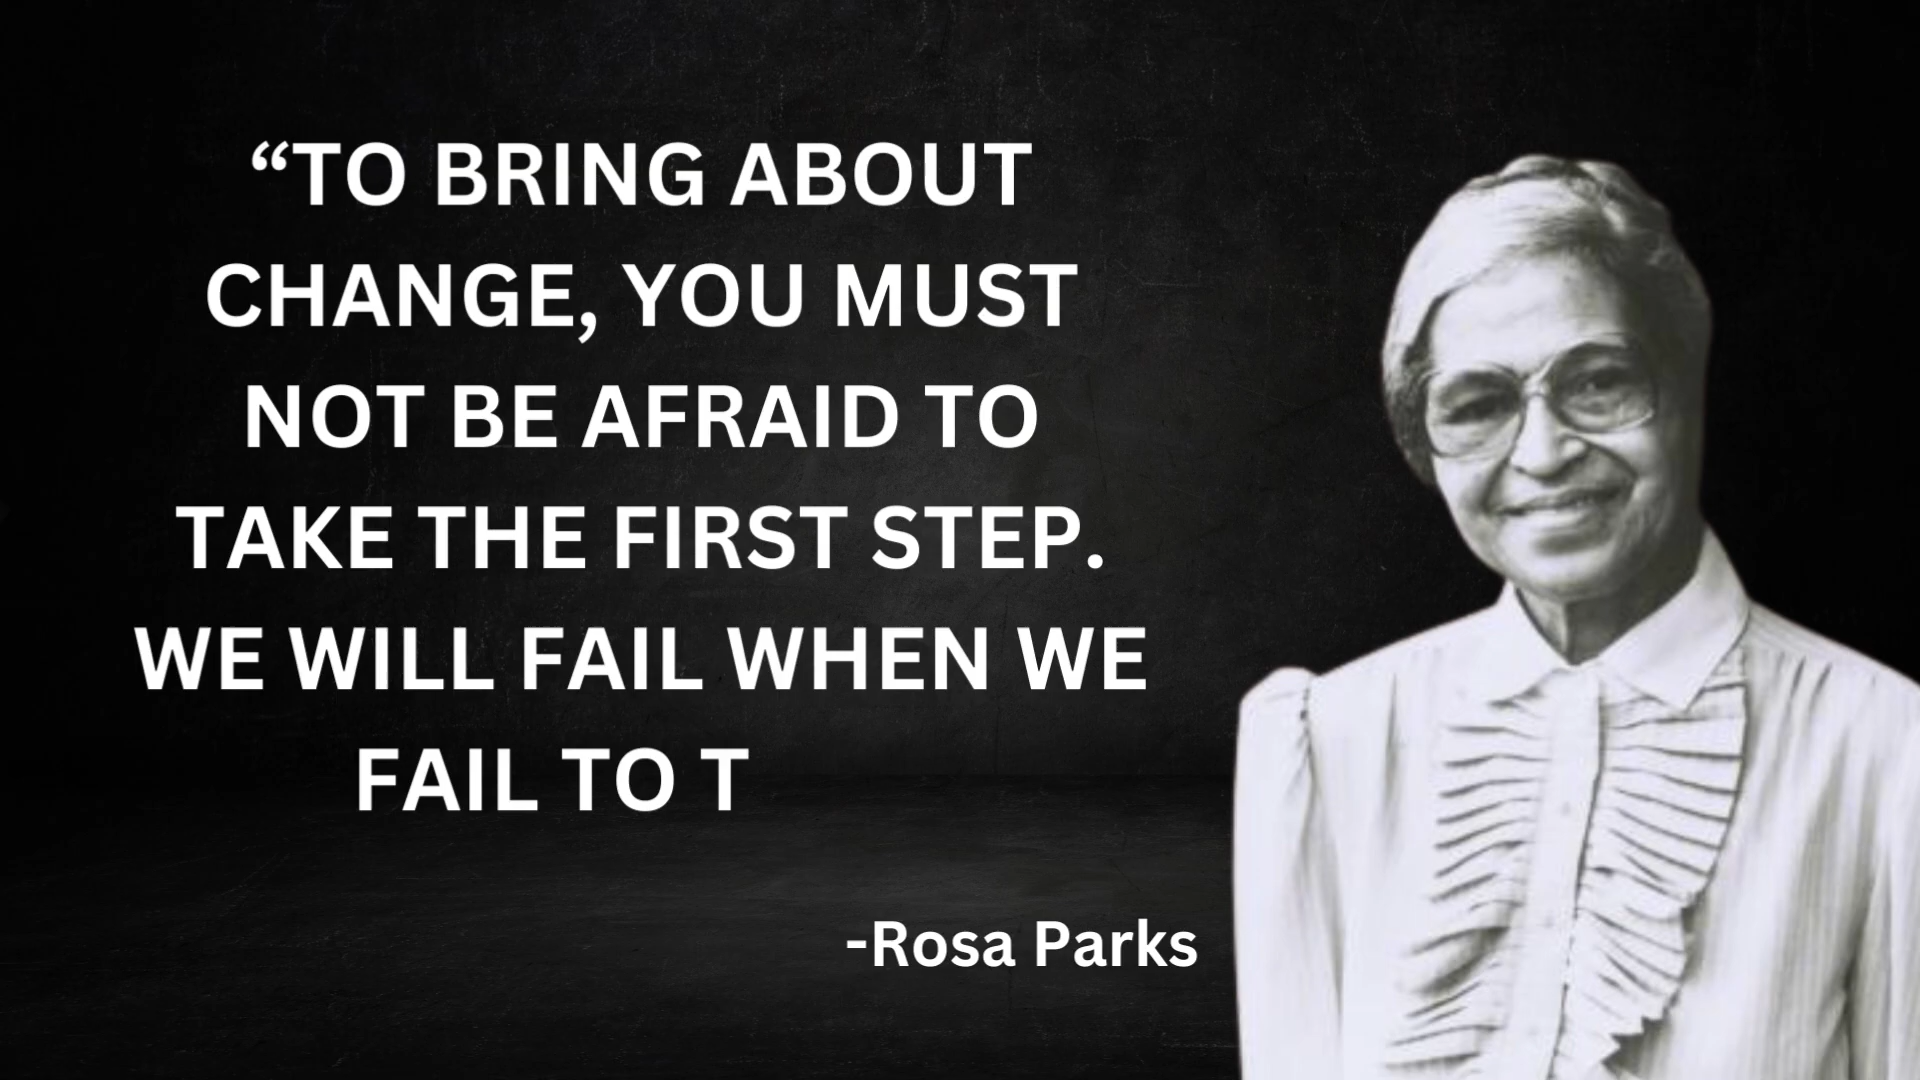 “TO BRING ABOUT
CHANGE, YOU MUST
NOT BE AFRAID TO
TAKE THE FIRST STEP.
WE WILL FAIL WHEN WE
FAIL TO T
-Rosa Parks